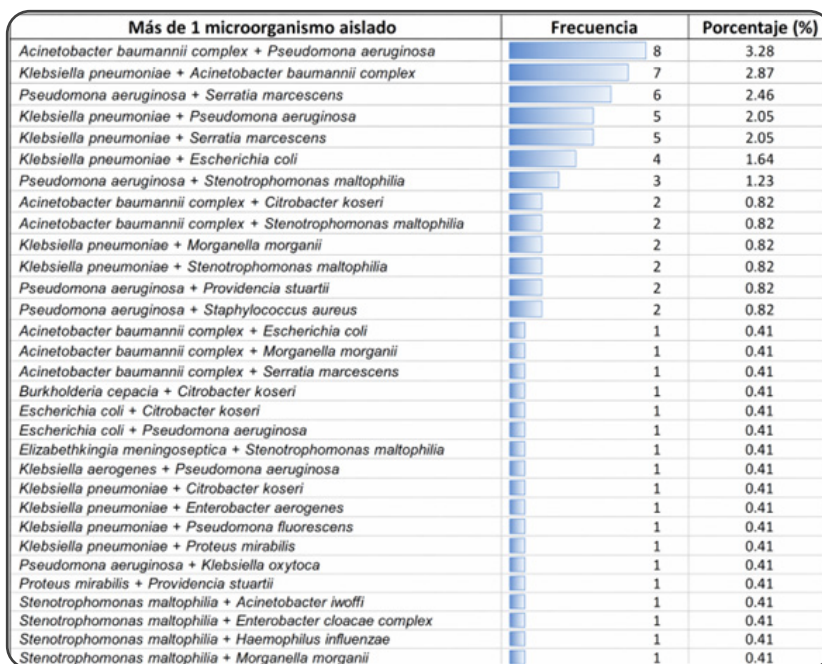 Más de 1 microorganismo aislado Frecuencia Porcentaje (%)
Acinetobacter baumannii complex + Pseudomona aeruginosa 8 3.28
Klebsiella pneumoniae + Acinetobacter baumannii complex 7 2.87
Pseudomona aeruginosa + Serratia marcescens 6 2.46
Klebsiella pneumoniae + Pseudomona aeruginosa 5 2.05
Klebsiella pneumoniae + Serratia marcescens 5 2.05
Klebsiella pneumoniae + Escherichia coli 4 1.64
Pseudomona aeruginosa + Stenotrophomonas maltophilia 3 1.23
Acinetobacter baumannii complex + Citrobacter koseri 2 0.82
Acinetobacter baumannii complex + Stenotrophomonas maltophilia 2 0.82
Klebsiella pneumoniae + Morganella morganii 2 0.82
Klebsiella pneumoniae + Stenotrophomonas maltophilia 2 0.82
Pseudomona aeruginosa + Providencia stuartii 2 0.82
Pseudomona aeruginosa + Staphylococcus aureus 2 0.82
Acinetobacter baumannii complex + Escherichia coli 1 0.41
Acinetobacter baumannii complex + Morganella morganii 1 0.41
Acinetobacter baumannii complex + Serratia marcescens 1 0.41
Burkholderia cepacia + Citrobacter koseri 1 0.41
Escherichia coli + Citrobacter koseri 1 0.41
Escherichia coli + Pseudomona aeruginosa 1 0.41
Elizabethkingia meningoseptica + Stenotrophomonas maltophilia 1 0.41
Klebsiella aerogenes + Pseudomona aeruginosa 1 0.41
Klebsiella pneumoniae + Citrobacter koseri 1 0.41
Klebsiella pneumoniae + Enterobacter aerogenes 1 0.41
Klebsiella pneumoniae + Pseudomona fluorescens 1 0.41
Klebsiella pneumoniae + Proteus mirabilis 1 0.41
Pseudomona aeruginosa + Klebsiella oxytoca 1 0.41
Proteus mirabilis + Providencia stuartii 1 0.41
Stenotrophomonas maltophilia + Acinetobacter iwoffi 1 0.41
Stenotrophomonas maltophilia + Enterobacter cloacae complex 1 0.41
Stenotrophomonas maltophilia + Haemophilus influenzae 1 0.41
Stenotrophomonas maltophilia + Morganella morganii 1 0.41